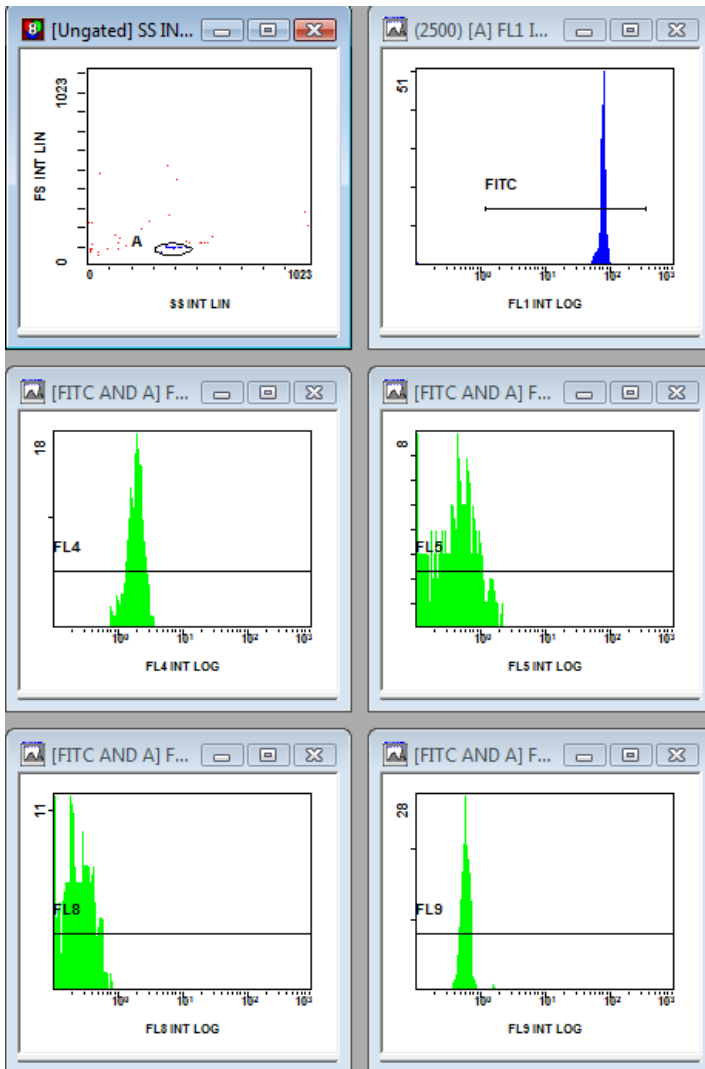 8 [Ungated] SS IN...
1023
FS INT LIN
A
0
0 1023
SS INT LIN
(2500) [A] FL1 I...
51
FITC
10⁰ 10¹ 10² 10³
FL1 INT LOG
[FITC AND A] F...
18
FL4
10⁰ 10¹ 10² 10³
FL4 INT LOG
[FITC AND A] F...
8
FL5
10⁰ 10¹ 10² 10³
FL5 INT LOG
[FITC AND A] F...
11
FL8
10⁰ 10¹ 10² 10³
FL8 INT LOG
[FITC AND A] F...
28
FL9
10⁰ 10¹ 10² 10³
FL9 INT LOG